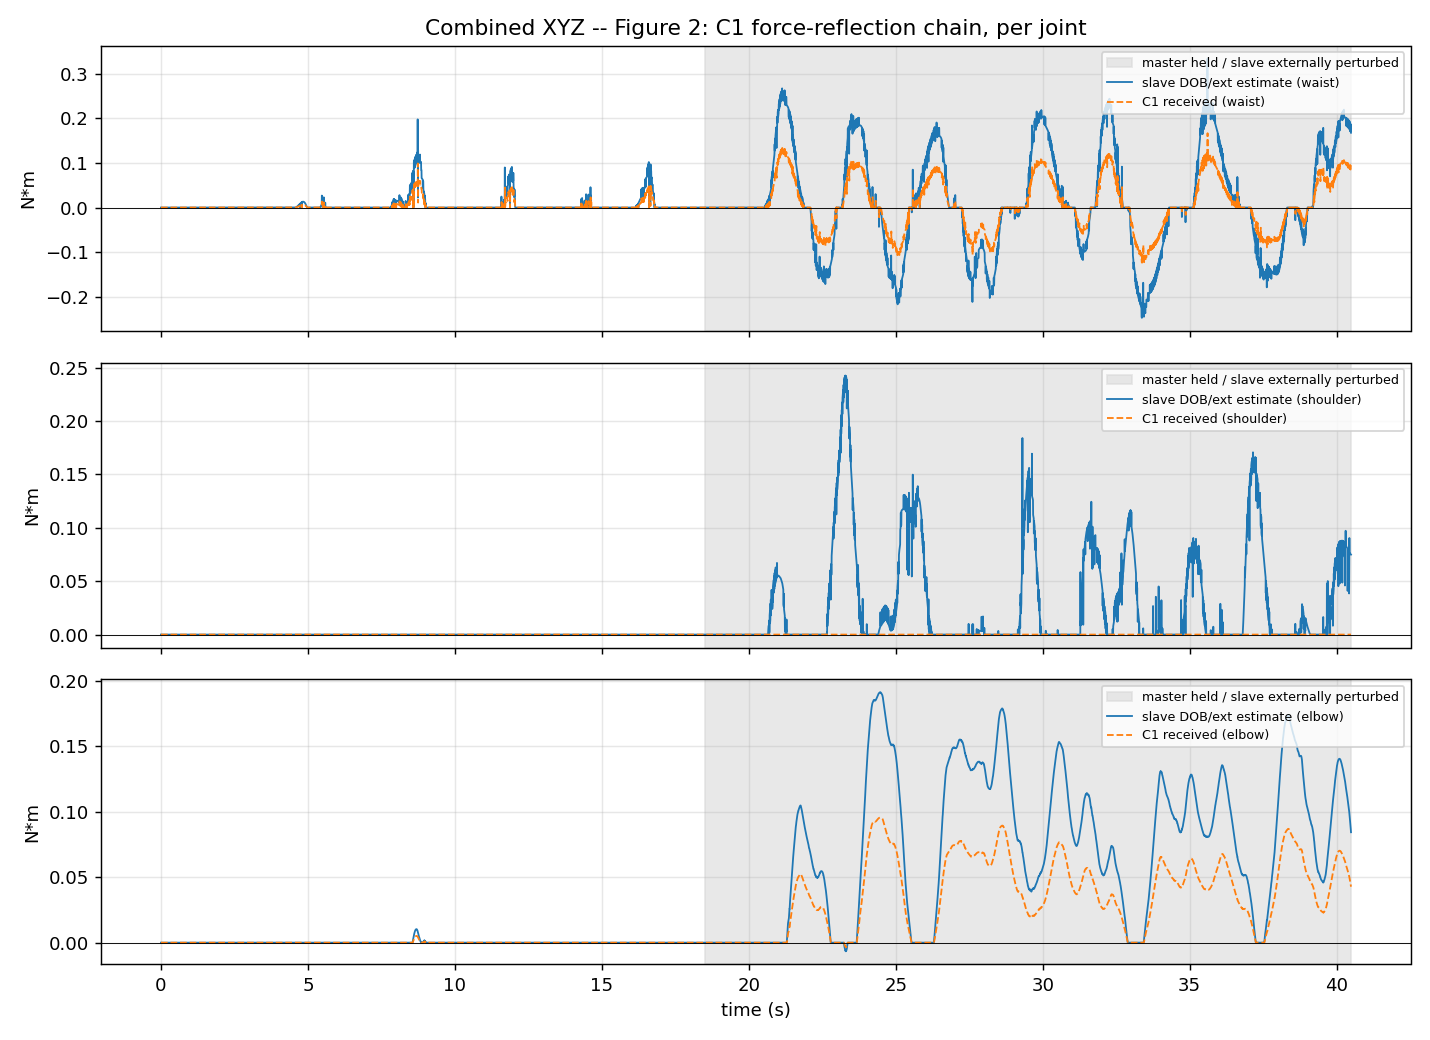 Combined XYZ -- Figure 2: C1 force-reflection chain, per joint
N*m
0.3
0.2
0.1
0.0
−0.1
−0.2
master held / slave externally perturbed
slave DOB/ext estimate (waist)
C1 received (waist)
N*m
0.25
0.20
0.15
0.10
0.05
0.00
master held / slave externally perturbed
slave DOB/ext estimate (shoulder)
C1 received (shoulder)
N*m
0.20
0.15
0.10
0.05
0.00
master held / slave externally perturbed
slave DOB/ext estimate (elbow)
C1 received (elbow)
0 5 10 15 20 25 30 35 40
time (s)